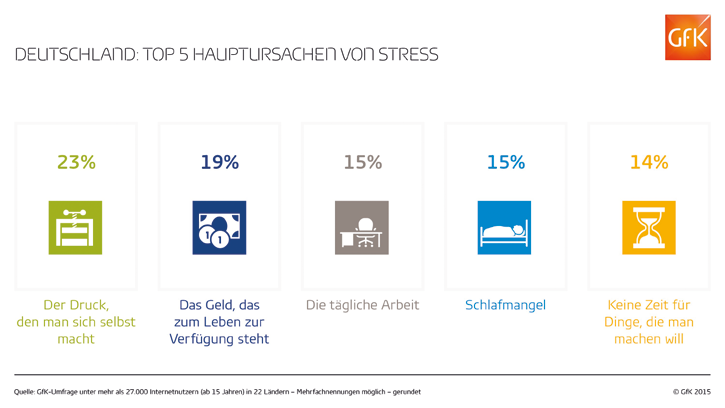 GfK
DEUTSCHLAND: TOP 5 HAUPTURSACHEN VON STRESS
23%
19%
15%
15%
14%
1 1
Der Druck,
den man sich selbst
macht
Das Geld, das
zum Leben zur
Verfügung steht
Die tägliche Arbeit
Schlafmangel
Keine Zeit für
Dinge, die man
machen will
Quelle: GfK-Umfrage unter mehr als 27.000 Internetnutzern (ab 15 Jahren) in 22 Ländern – Mehrfachnennungen möglich – gerundet
© GfK 2015